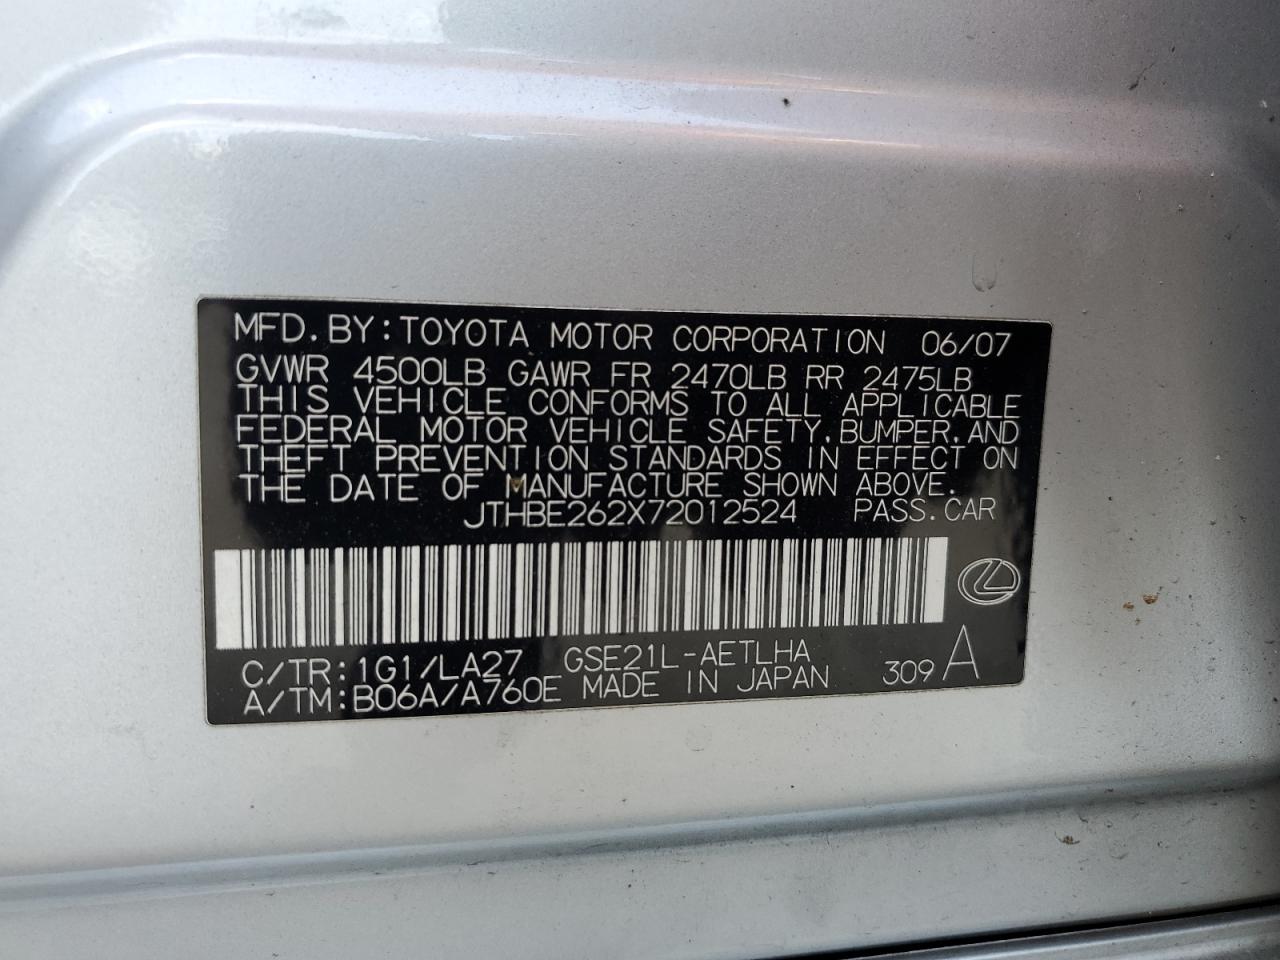 MFD.BY:TOYOTA MOTOR CORPORATION 06/07
GVWR 4500LB GAWR FR 2470LB RR 2475LB
THIS VEHICLE CONFORMS TO ALL APPLICABLE
FEDERAL MOTOR VEHICLE SAFETY,BUMPER,AND
THEFT PREVENTION STANDARDS IN EFFECT ON
THE DATE OF MANUFACTURE SHOWN ABOVE.
JTHBE262X72012524 PASS.CAR
C/TR:1G1/LA27 GSE21L-AETLHA
A/TM:B06A/A760E MADE IN JAPAN 309 A